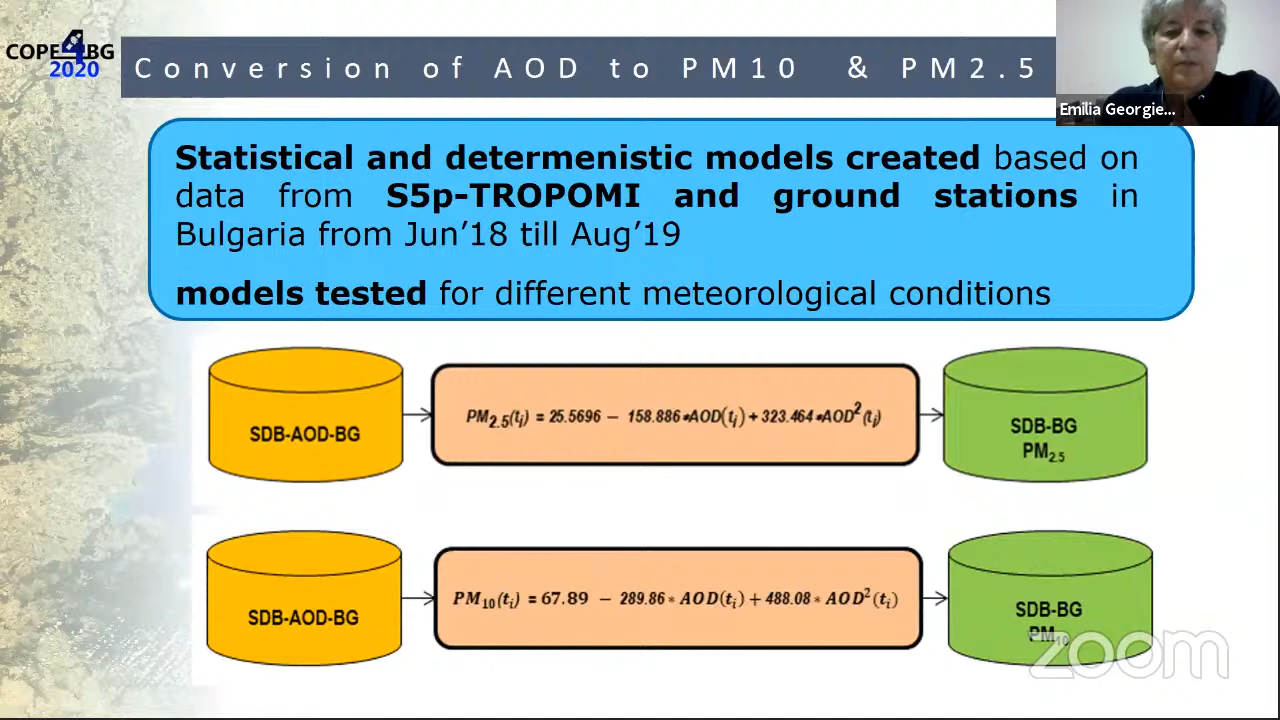 COPE4BG
2020
Conversion of AOD to PM10 & PM2.5
Emilia Georgie...
Statistical and determenistic models created based on
data from S5p-TROPOMI and ground stations in
Bulgaria from Jun’18 till Aug’19
models tested for different meteorological conditions
SDB-AOD-BG
PM2.5(ti) = 25.5696 − 158.886*AOD(ti) + 323.464*AOD²(ti)
SDB-BG
PM2.5
SDB-AOD-BG
PM10(ti) = 67.89 − 289.86 * AOD(ti) + 488.08 * AOD²(ti)
SDB-BG
PM10
zoom